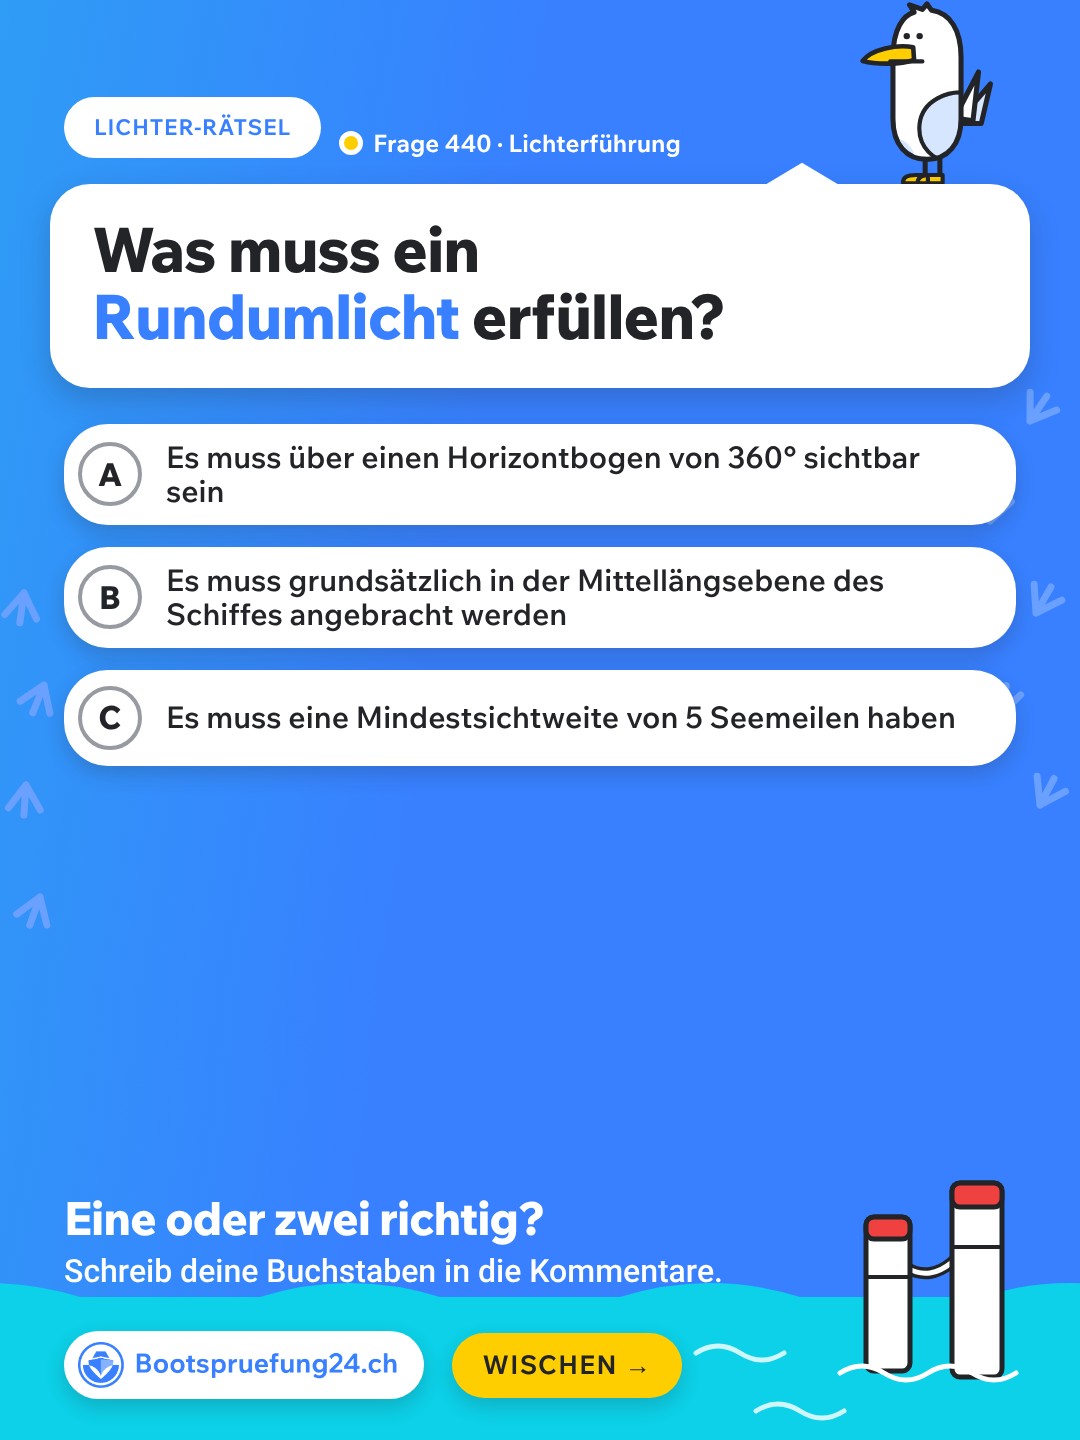 LICHTER-RÄTSEL
Frage 440 · Lichterführung
Was muss ein
Rundumlicht erfüllen?
A
Es muss über einen Horizontbogen von 360° sichtbar
sein
B
Es muss grundsätzlich in der Mittellängsebene des
Schiffes angebracht werden
C
Es muss eine Mindestsichtweite von 5 Seemeilen haben
Eine oder zwei richtig?
Schreib deine Buchstaben in die Kommentare.
Bootspruefung24.ch
WISCHEN →